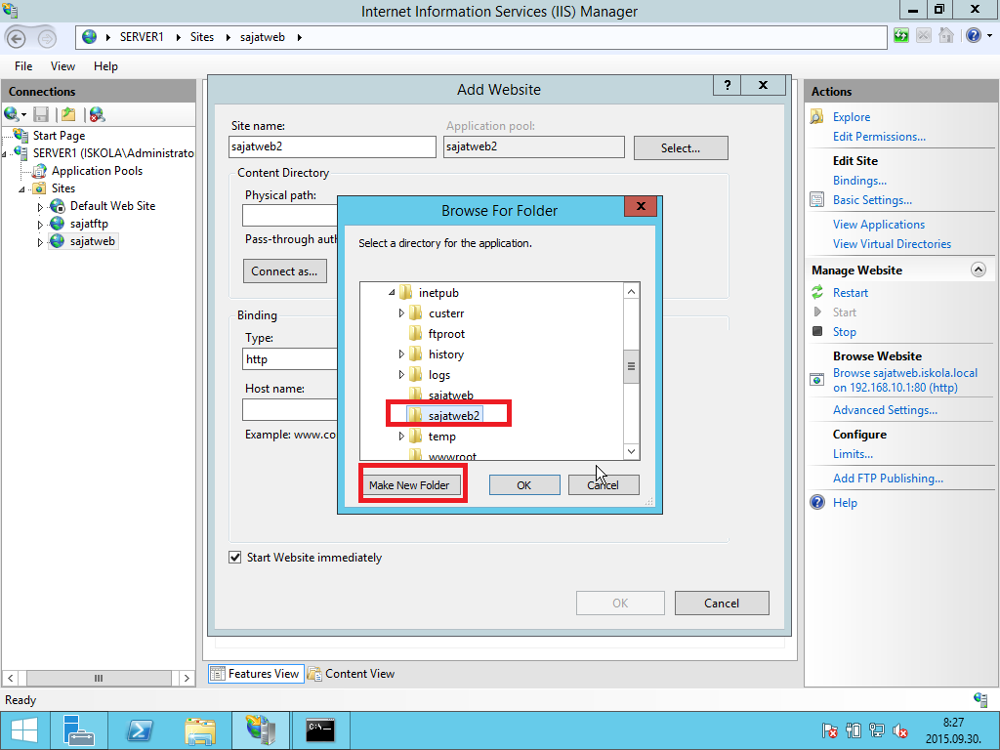 Internet Information Services (IIS) Manager
SERVER1
Sites
sajatweb
File View Help
Connections
Start Page
SERVER1 (ISKOLA\Administrato
Application Pools
Sites
Default Web Site
sajatftp
sajatweb
Add Website
?
X
Site name:
Application pool:
sajatweb2
sajatweb2
Select...
Content Directory
Physical path:
Pass-through auth
Connect as...
Binding
Type:
http
Host name:
Example: www.co
Start Website immediately
OK
Cancel
Browse For Folder
X
Select a directory for the application.
inetpub
custerr
ftproot
history
logs
sajatweb
sajatweb2
temp
wwwroot
Make New Folder
OK
Cancel
Features View
Content View
Actions
Explore
Edit Permissions...
Edit Site
Bindings...
Basic Settings...
View Applications
View Virtual Directories
Manage Website
Restart
Start
Stop
Browse Website
Browse sajatweb.iskola.local
on 192.168.10.1:80 (http)
Advanced Settings...
Configure
Limits...
Add FTP Publishing...
Help
Ready
8:27
2015.09.30.